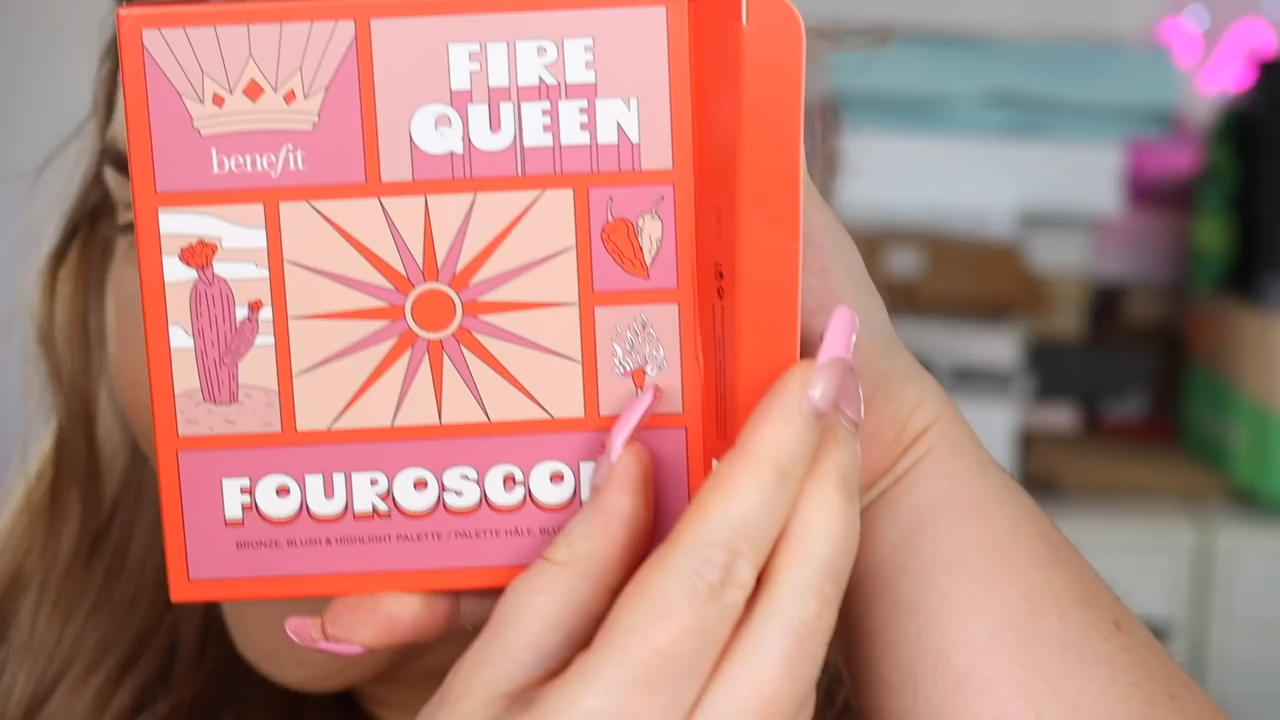 benefit
FIRE
QUEEN
FOUROSCO
BRONZE, BLUSH & HIGHLIGHT PALETTE / PALETTE HÂLE,